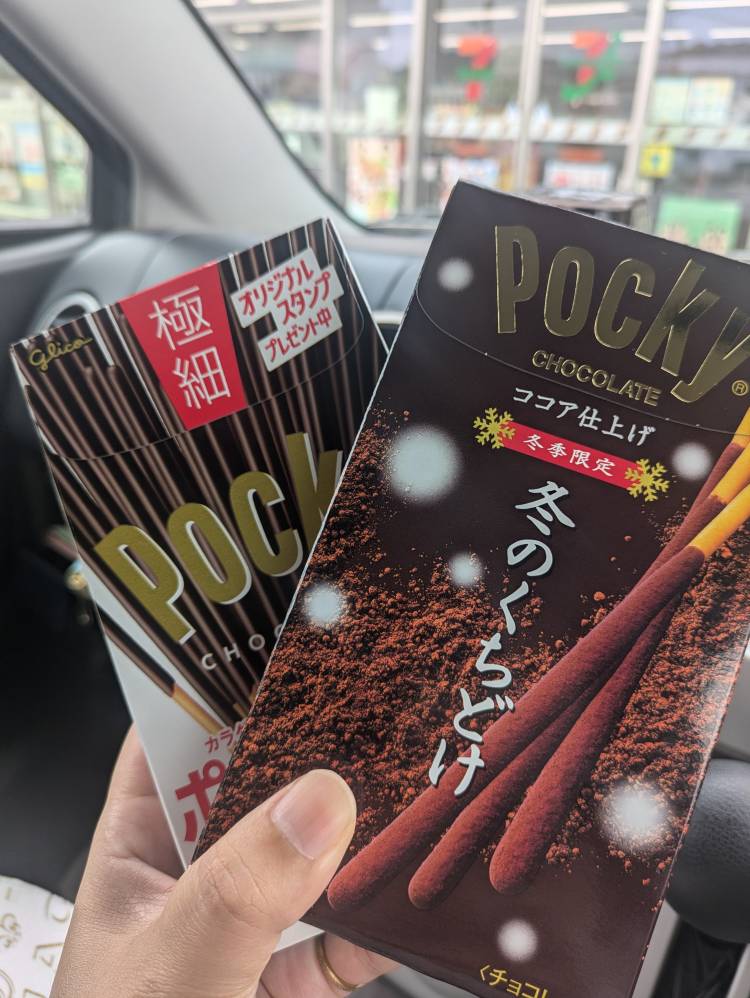 Glico
極
細
オリジナル
スタンプ
プレゼント中
POCK
CHOC
カラ
ポ
POCKY
®
CHOCOLATE
ココア仕上げ
冬季限定
冬のくちどけ
〈チョコ